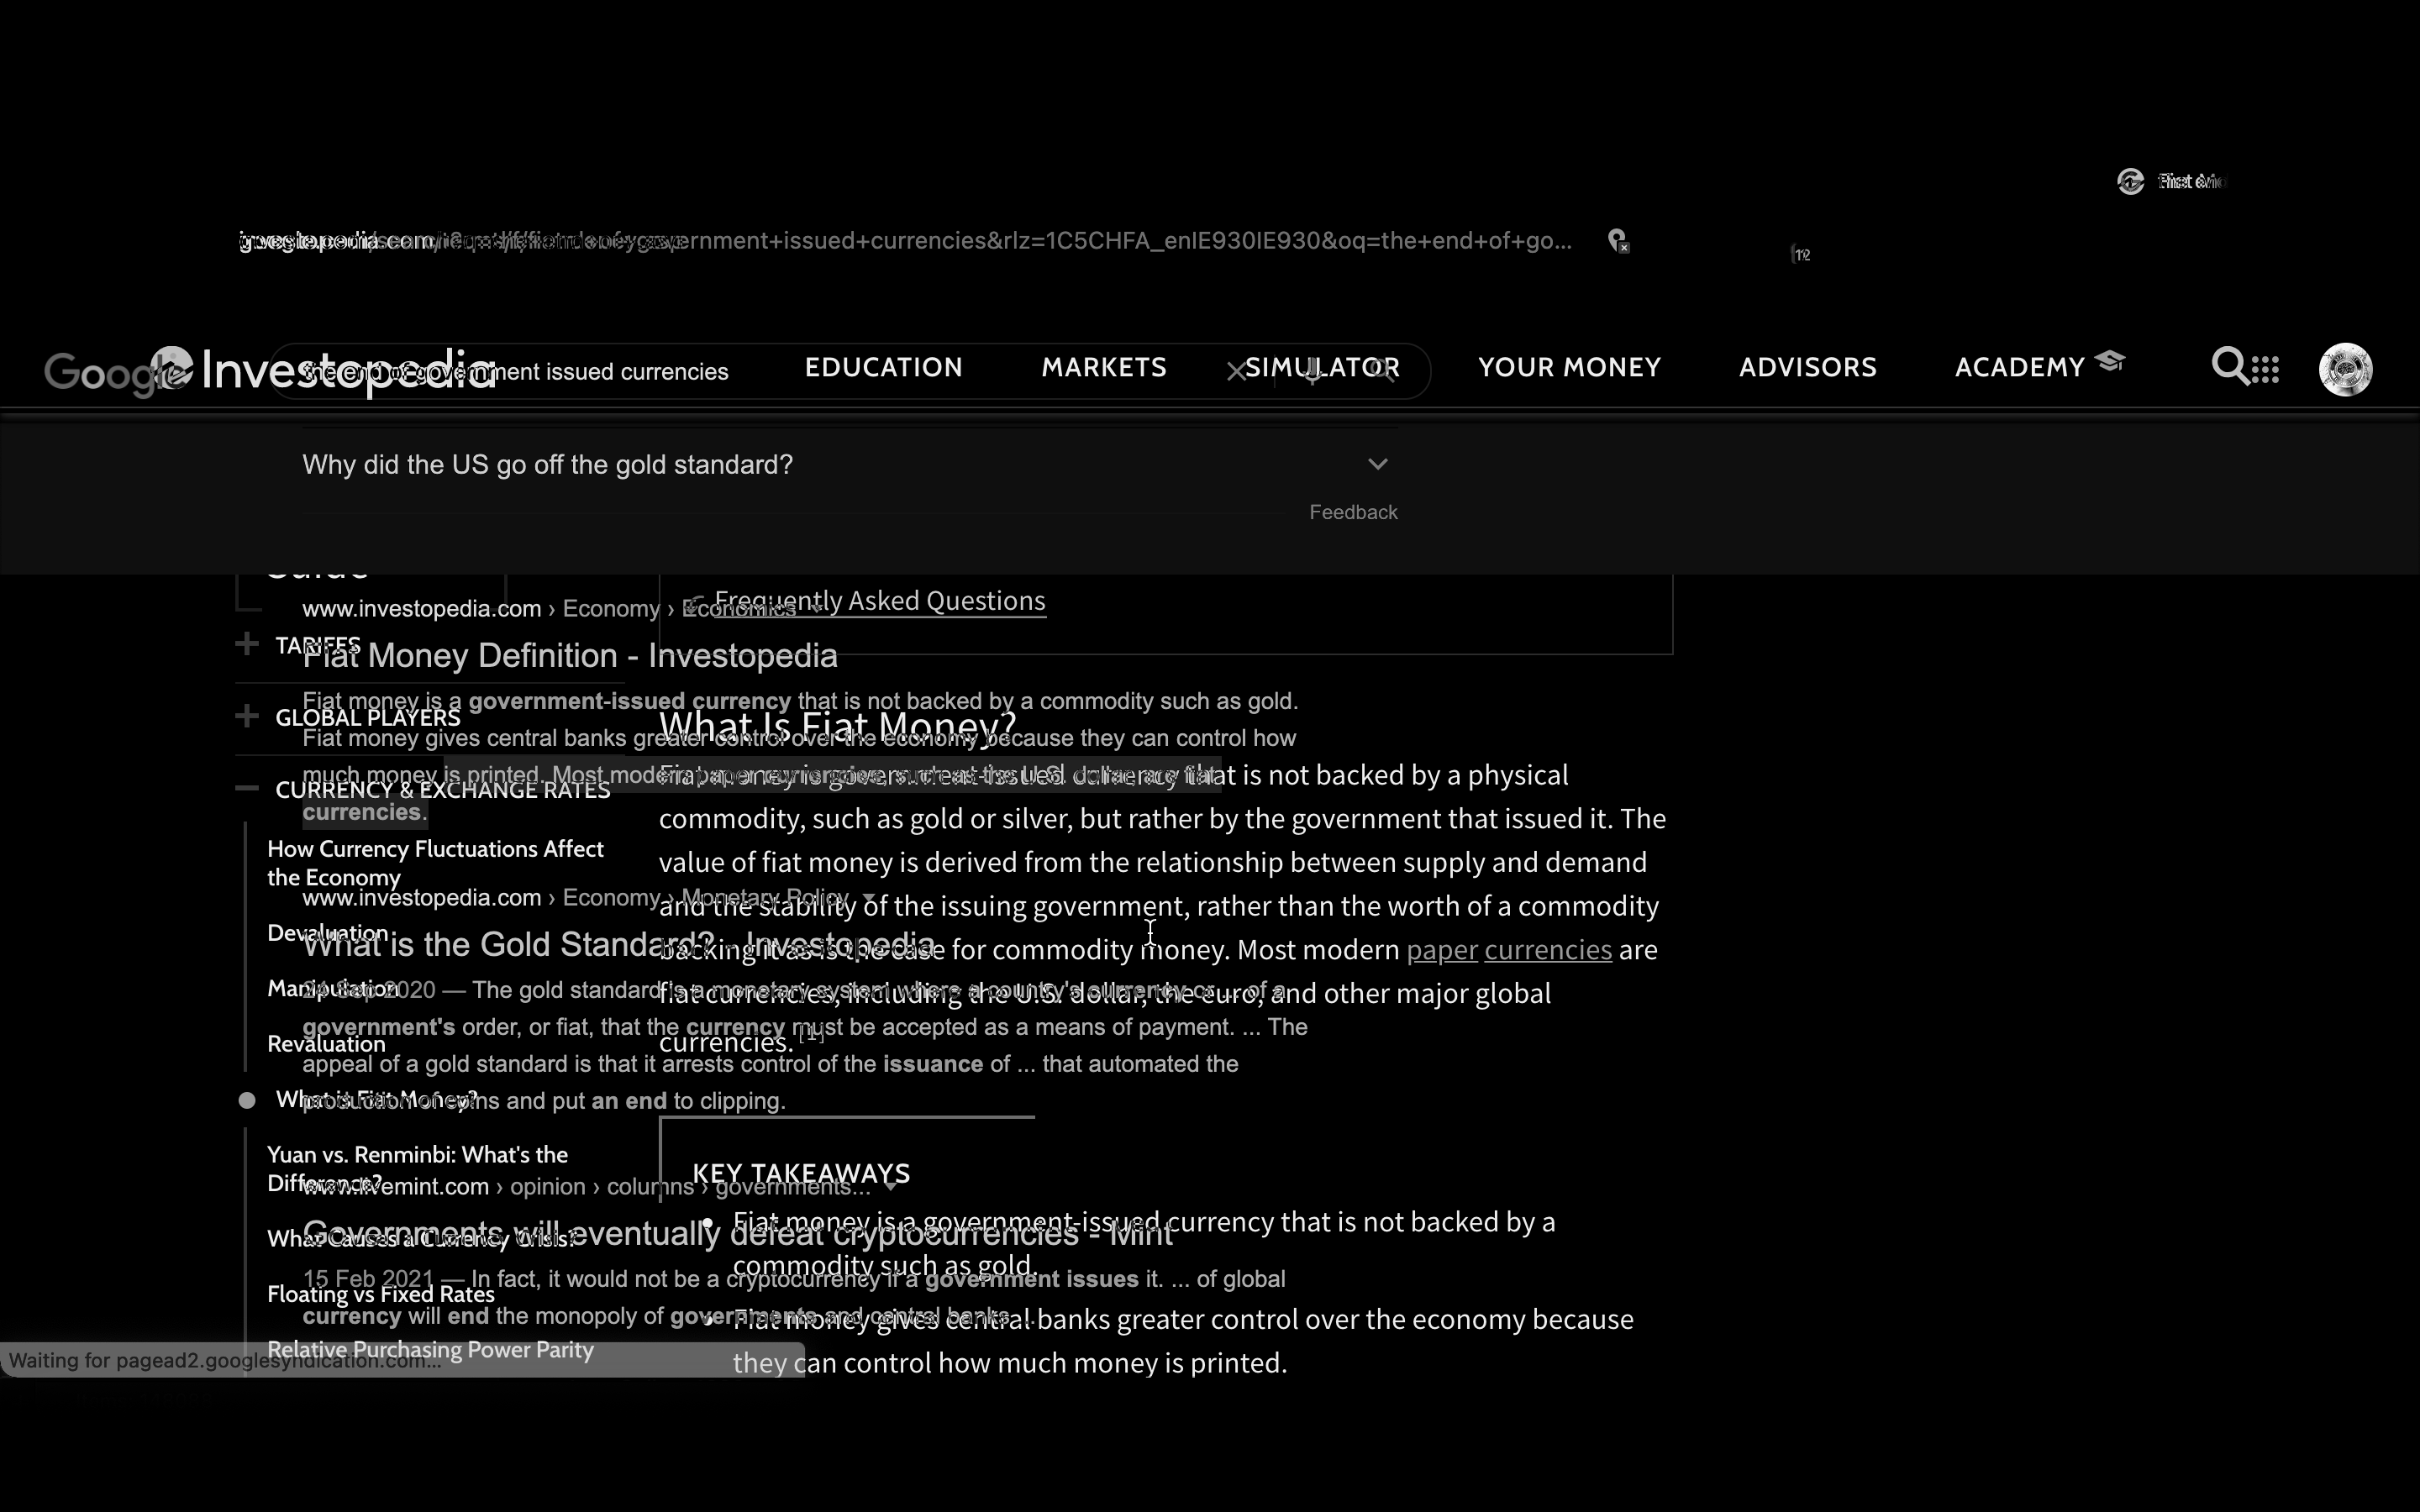 First
investopedia.com
government+issued+currencies&rlz=1C5CHFA_enIE930IE930&oq=the+end+of+go...
12
Google
Investopedia
the end of government issued currencies
EDUCATION
MARKETS
SIMULATOR
YOUR MONEY
ADVISORS
ACADEMY
Why did the US go off the gold standard?
Feedback
Guide
Frequently Asked Questions
www.investopedia.com › Economy › Economics
TARIFFS
Fiat Money Definition - Investopedia
Fiat money is a government-issued currency that is not backed by a commodity such as gold.
GLOBAL PLAYERS
What Is Fiat Money?
Fiat money gives central banks greater control over the economy because they can control how
much money is printed. Most modern paper currencies, such as the U.S. dollar, are fiat
currencies.
Fiat money is government-issued currency that is not backed by a physical
commodity, such as gold or silver, but rather by the government that issued it. The
value of fiat money is derived from the relationship between supply and demand
and the stability of the issuing government, rather than the worth of a commodity
backing it as is the case for commodity money. Most modern paper currencies are
fiat currencies, including the U.S. dollar, the euro, and other major global
currencies. [1]
CURRENCY & EXCHANGE RATES
How Currency Fluctuations Affect
the Economy
www.investopedia.com › Economy › Monetary Policy
Devaluation
What is the Gold Standard? - Investopedia
Manipulation
24 Sep 2020 — The gold standard is a monetary system where a country's currency or ... of a
government's order, or fiat, that the currency must be accepted as a means of payment. ... The
appeal of a gold standard is that it arrests control of the issuance of ... that automated the
production of coins and put an end to clipping.
Revaluation
What is Fiat Money?
Yuan vs. Renminbi: What's the
Difference?
KEY TAKEAWAYS
www.livemint.com › opinion › columns › governments...
Governments will eventually defeat cryptocurrencies - Mint
Fiat money is a government-issued currency that is not backed by a
commodity such as gold.
What Causes a Currency Crisis?
15 Feb 2021 — In fact, it would not be a cryptocurrency if a government issues it. ... of global
currency will end the monopoly of governments and central banks ...
Floating vs Fixed Rates
Fiat money gives central banks greater control over the economy because
they can control how much money is printed.
Relative Purchasing Power Parity
Waiting for pagead2.googlesyndication.com...